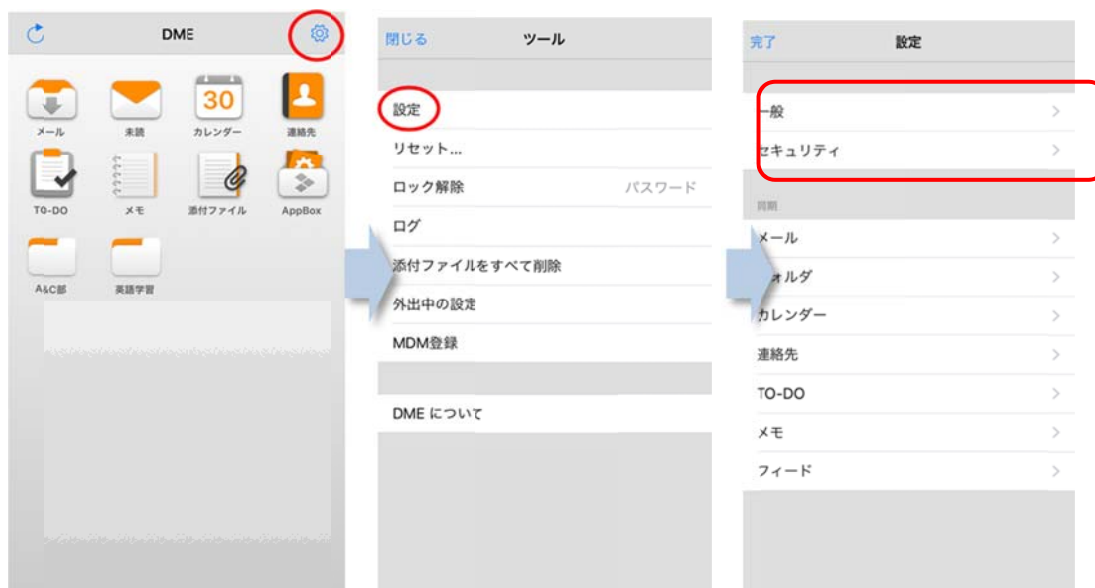 DME
30
メール 未読 カレンダー 連絡先
TO-DO メモ 添付ファイル AppBox
A&C部 英語学習
閉じる ツール
設定
リセット...
ロック解除 パスワード
ログ
添付ファイルをすべて削除
外出中の設定
MDM登録
DME について
完了 設定
一般
セキュリティ
同期
メール
フォルダ
カレンダー
連絡先
TO-DO
メモ
フィード